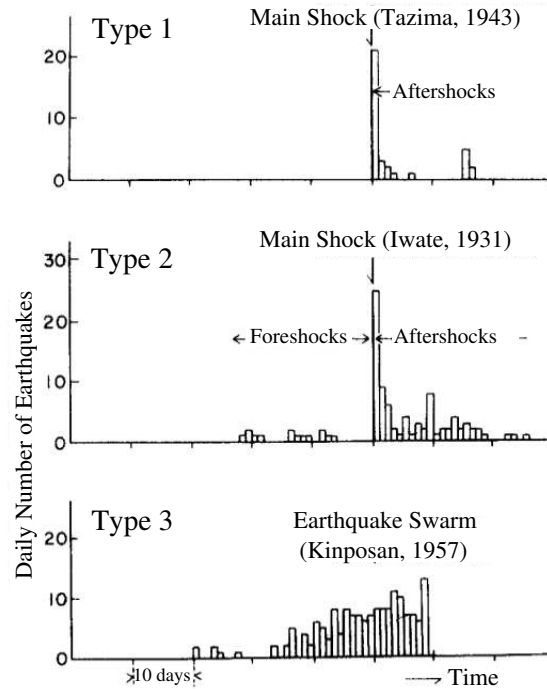 Type 1
Main Shock (Tazima, 1943)
Aftershocks
20
10
0
Type 2
Main Shock (Iwate, 1931)
Foreshocks
Aftershocks
30
20
10
0
Daily Number of Earthquakes
Type 3
Earthquake Swarm
(Kinposan, 1957)
20
10
0
10 days
Time